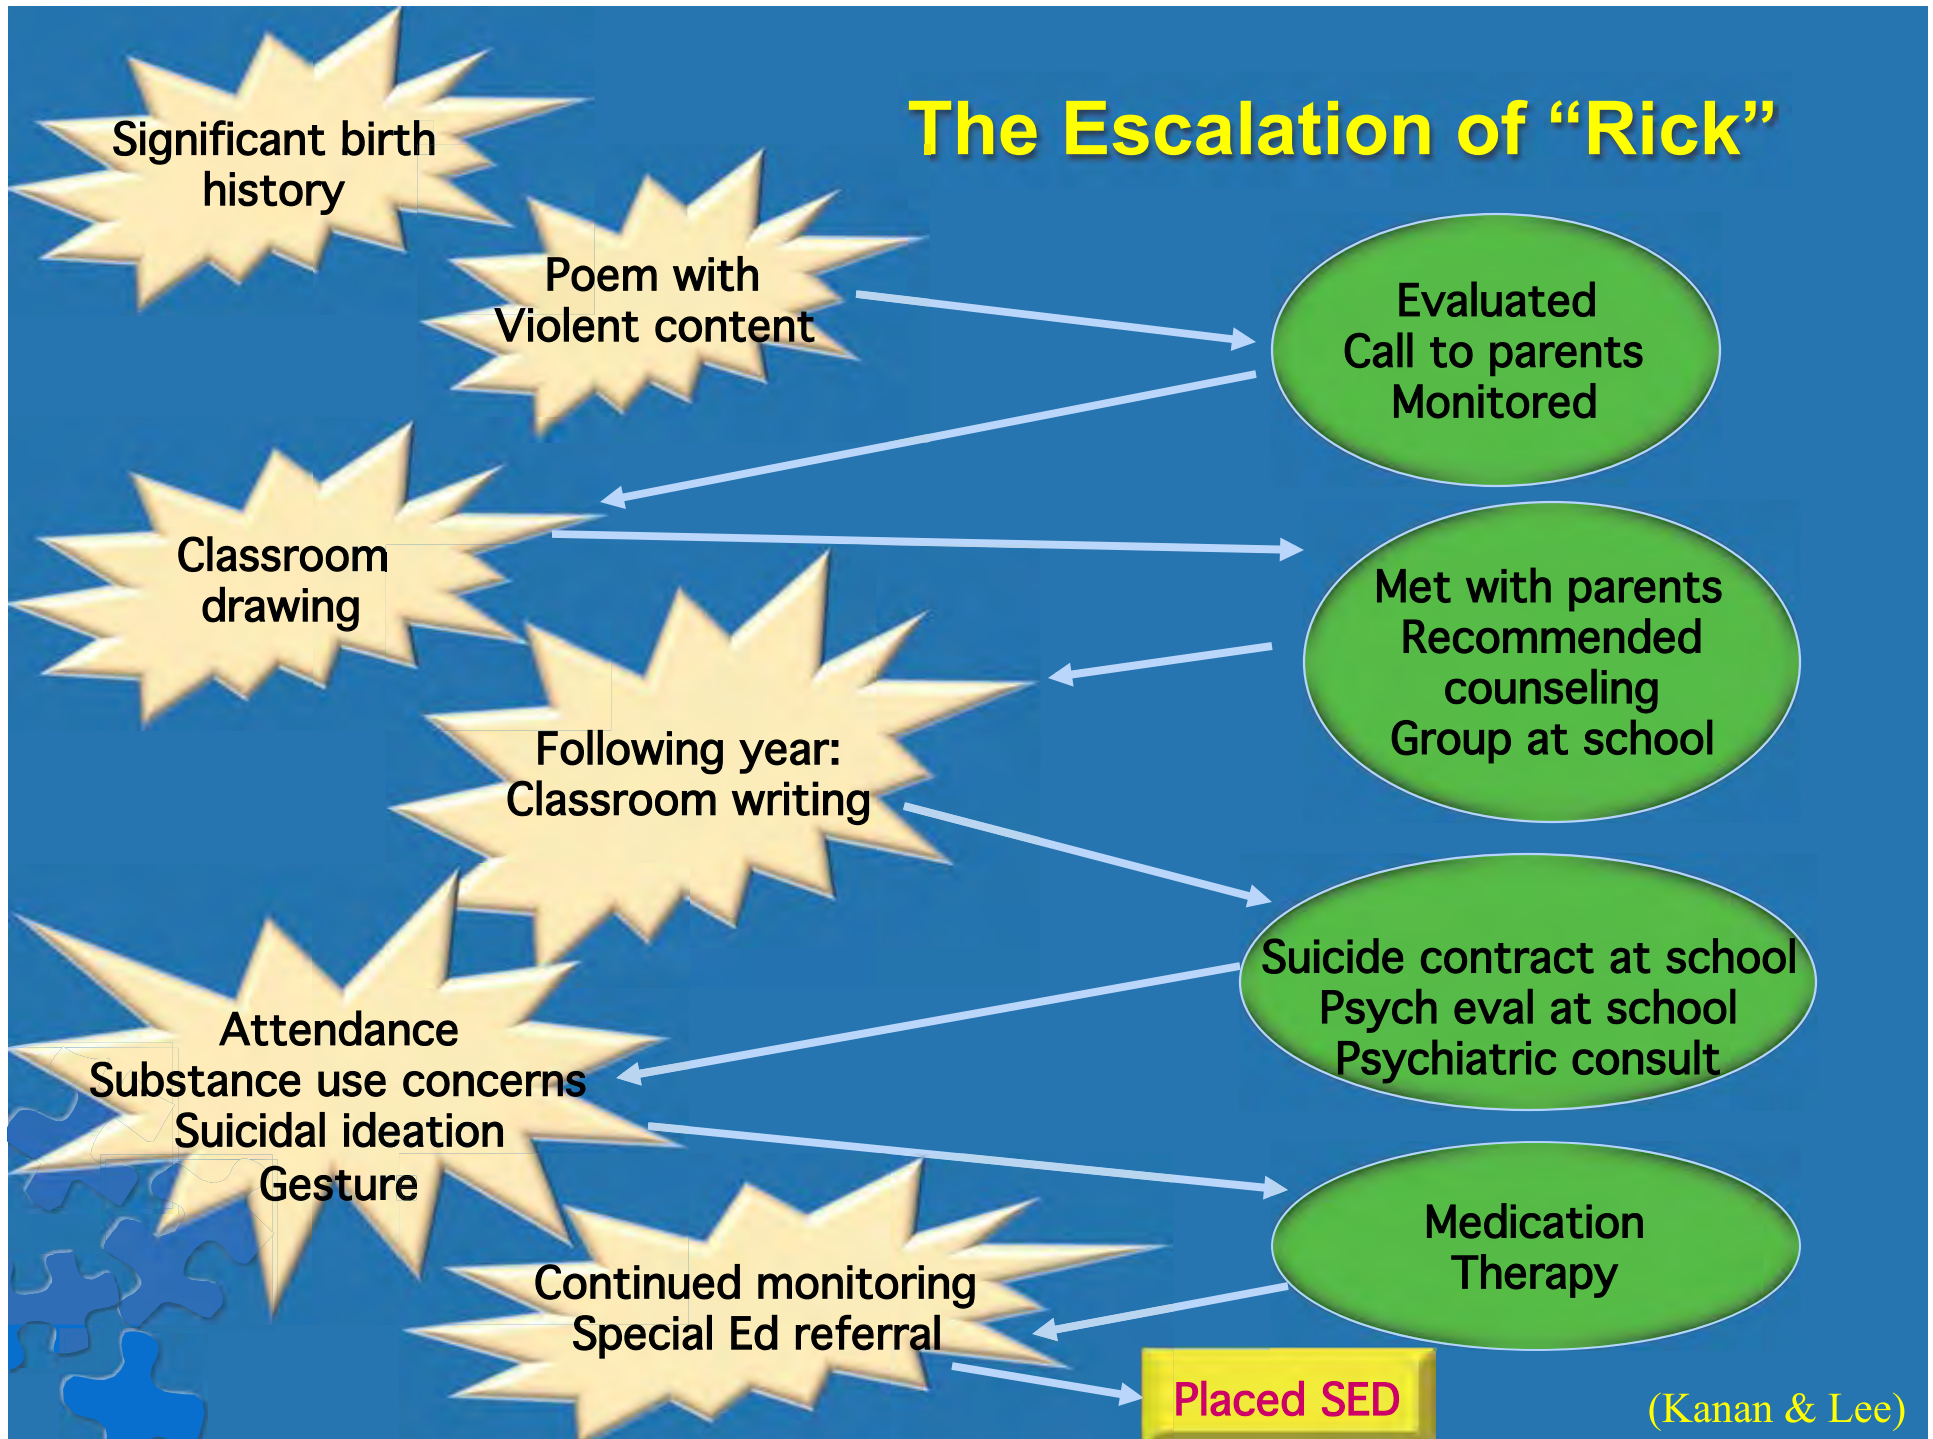 The Escalation of “Rick”
Significant birth
history
Poem with
Violent content
Evaluated
Call to parents
Monitored
Classroom
drawing
Met with parents
Recommended
counseling
Group at school
Following year:
Classroom writing
Suicide contract at school
Psych eval at school
Psychiatric consult
Attendance
Substance use concerns
Suicidal ideation
Gesture
Medication
Therapy
Continued monitoring
Special Ed referral
Placed SED
(Kanan & Lee)